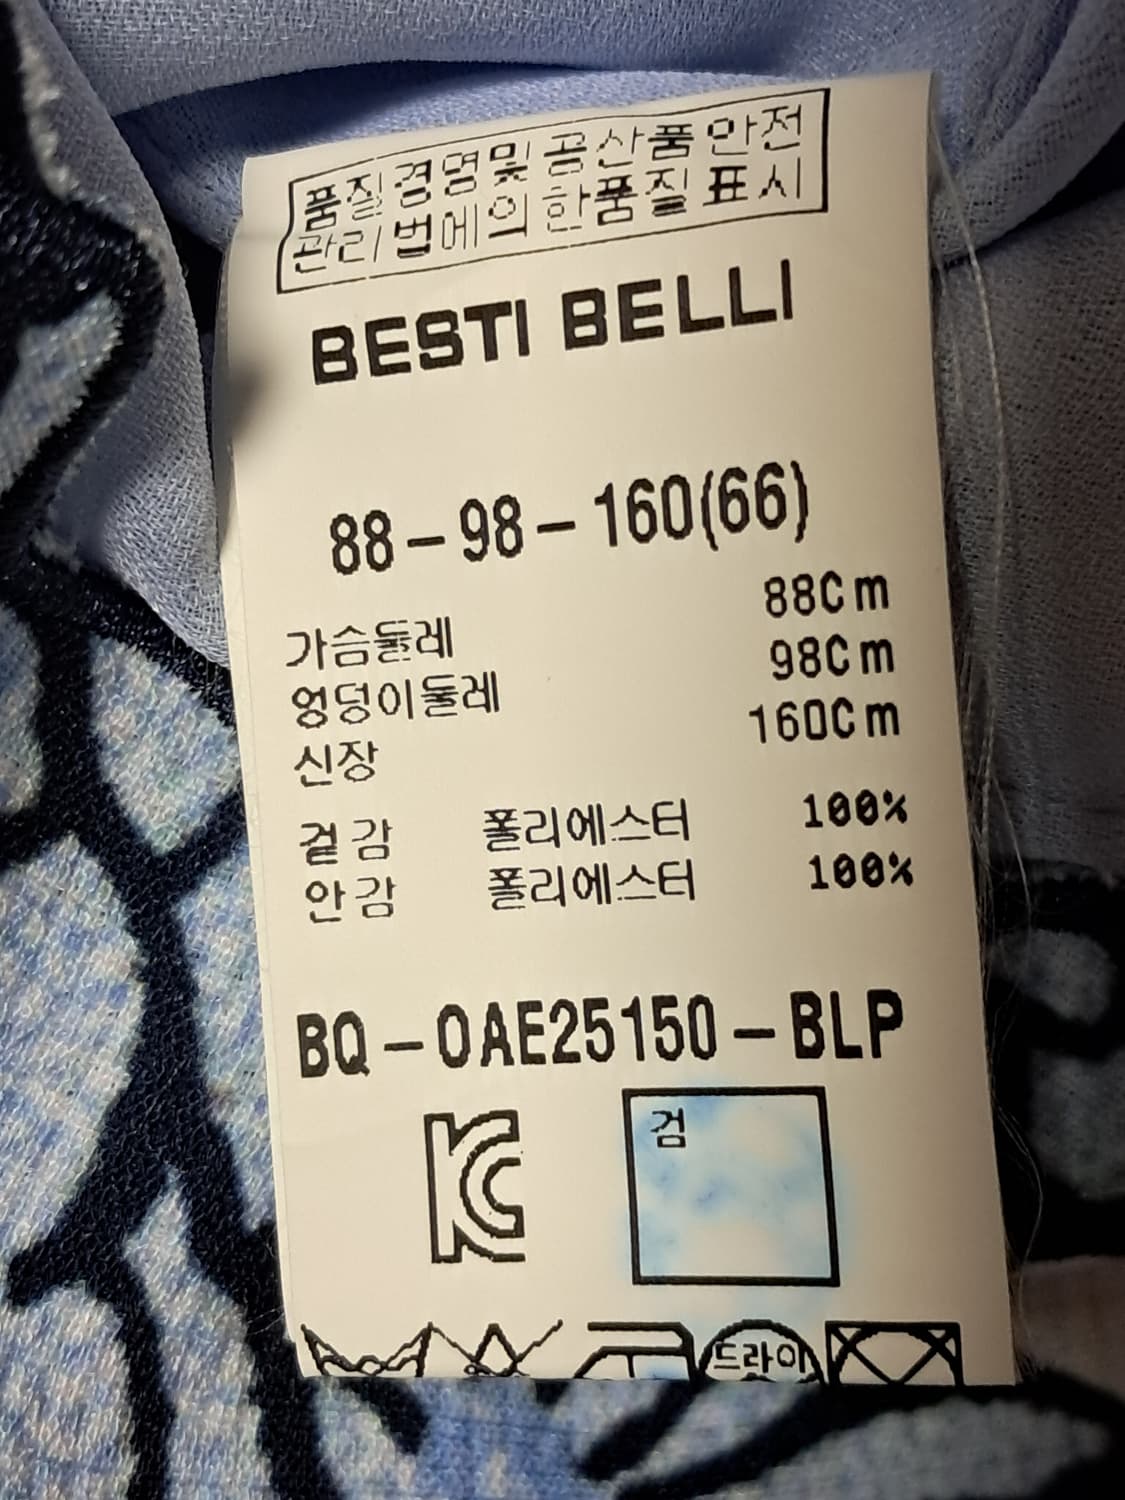 품질경영및 공산품안전
관리법에의한품질표시
BESTI BELLI
88-98-160(66)
가슴둘레 88Cm
엉덩이둘레 98Cm
신장 160Cm
겉감 폴리에스터 100%
안감 폴리에스터 100%
BQ-OAE25150-BLP
KC
검
드라이